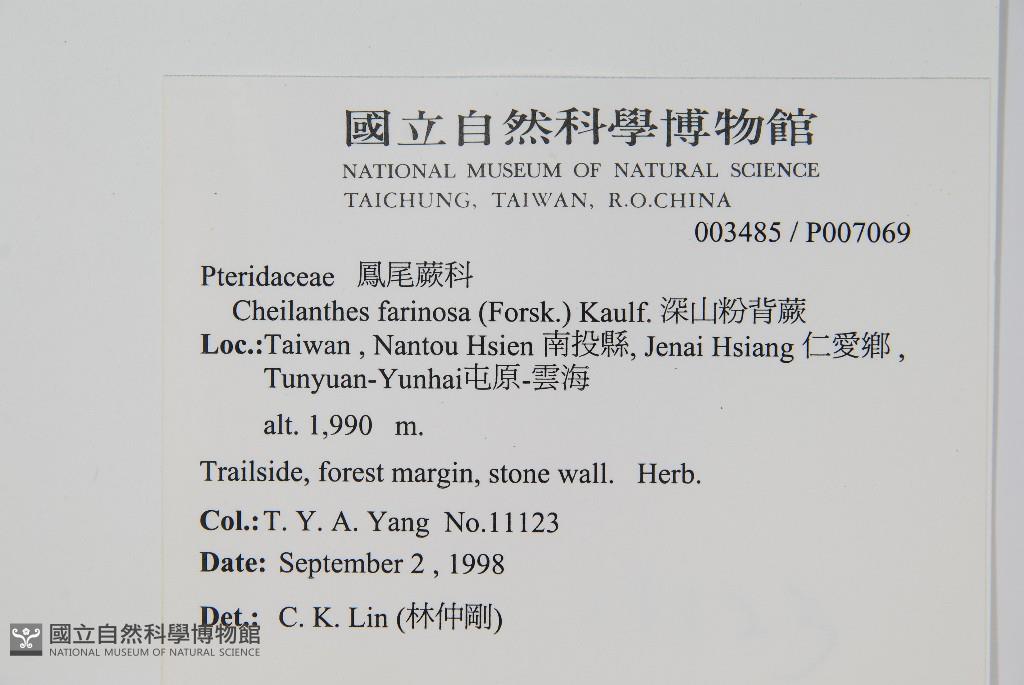 國立自然科學博物館
NATIONAL MUSEUM OF NATURAL SCIENCE
TAICHUNG, TAIWAN, R.O.CHINA
003485 / P007069
Pteridaceae 鳳尾蕨科
Cheilanthes farinosa (Forsk.) Kaulf. 深山粉背蕨
Loc.:Taiwan , Nantou Hsien 南投縣, Jenai Hsiang 仁愛鄉 ,
Tunyuan-Yunhai屯原-雲海
alt. 1,990 m.
Trailside, forest margin, stone wall. Herb.
Col.: T. Y. A. Yang No.11123
Date: September 2 , 1998
Det.: C. K. Lin (林仲剛)
國立自然科學博物館
NATIONAL MUSEUM OF NATURAL SCIENCE